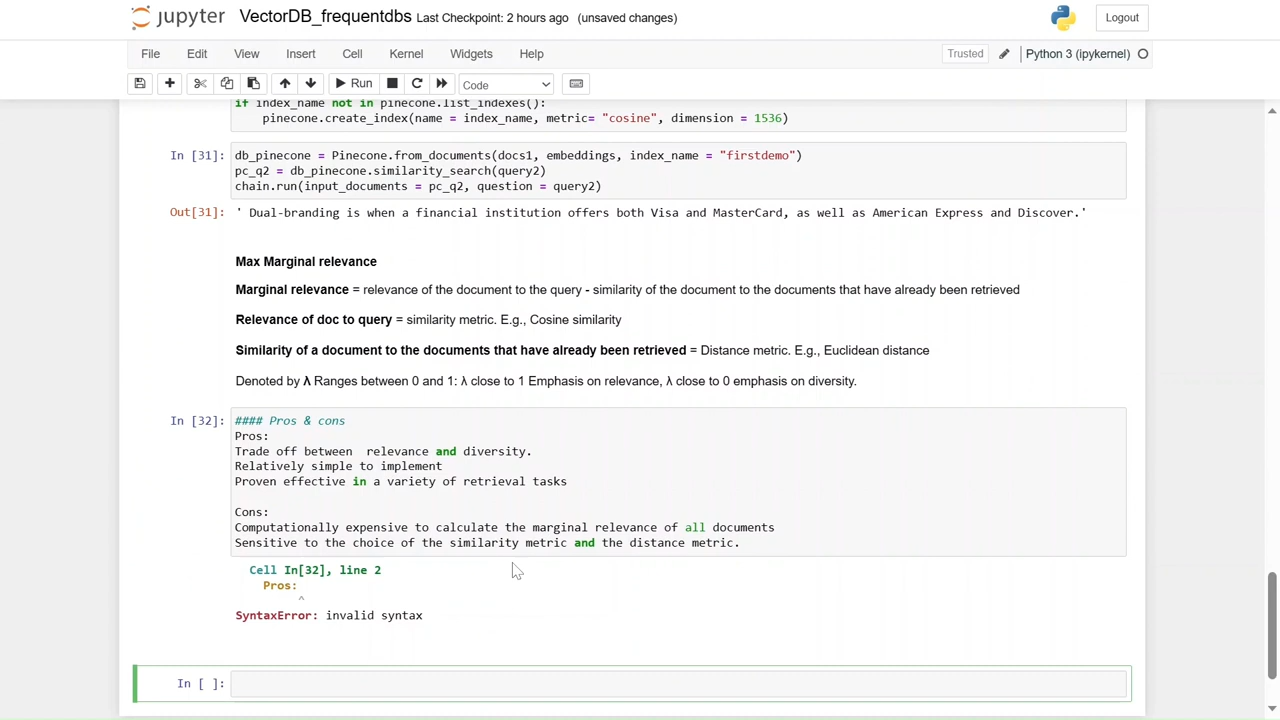 jupyter VectorDB_frequentdbs Last Checkpoint: 2 hours ago (unsaved changes) Logout
File Edit View Insert Cell Kernel Widgets Help Trusted Python 3 (ipykernel)
Run Code
if index_name not in pinecone.list_indexes():
pinecone.create_index(name = index_name, metric= "cosine", dimension = 1536)
In [31]: db_pinecone = Pinecone.from_documents(docs1, embeddings, index_name = "firstdemo")
pc_q2 = db_pinecone.similarity_search(query2)
chain.run(input_documents = pc_q2, question = query2)
Out[31]: ' Dual-branding is when a financial institution offers both Visa and MasterCard, as well as American Express and Discover.'
Max Marginal relevance
Marginal relevance = relevance of the document to the query - similarity of the document to the documents that have already been retrieved
Relevance of doc to query = similarity metric. E.g., Cosine similarity
Similarity of a document to the documents that have already been retrieved = Distance metric. E.g., Euclidean distance
Denoted by λ Ranges between 0 and 1: λ close to 1 Emphasis on relevance, λ close to 0 emphasis on diversity.
In [32]: #### Pros & cons
Pros:
Trade off between  relevance and diversity.
Relatively simple to implement
Proven effective in a variety of retrieval tasks
Cons:
Computationally expensive to calculate the marginal relevance of all documents
Sensitive to the choice of the similarity metric and the distance metric.
Cell In[32], line 2
Pros:
^
SyntaxError: invalid syntax
In [ ]: